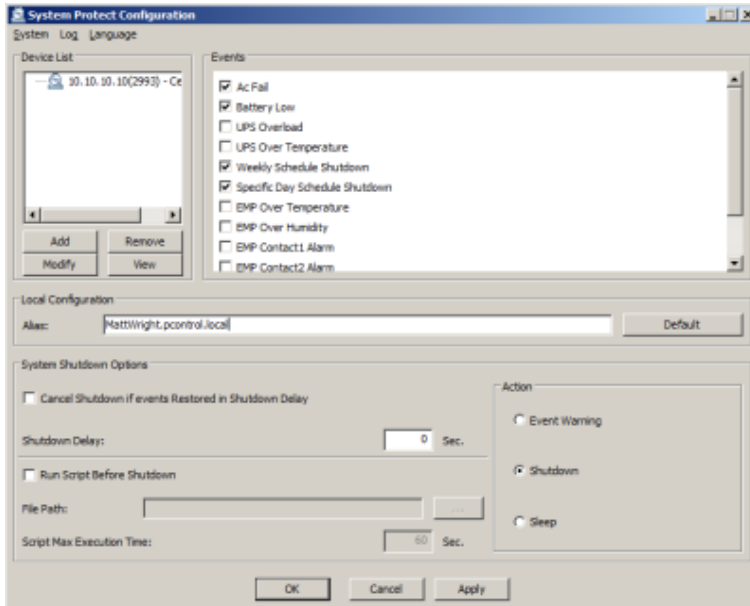 System Protect Configuration
System Log Language
Device List
10.10.10.10(2993) - Ce
Add Remove
Modify View
Events
Ac Fail
Battery Low
UPS Overload
UPS Over Temperature
Weekly Schedule Shutdown
Specific Day Schedule Shutdown
EMP Over Temperature
EMP Over Humidity
EMP Contact1 Alarm
EMP Contact2 Alarm
Local Configuration
Alias: MattWright.pcontrol.local Default
System Shutdown Options
Cancel Shutdown if events Restored in Shutdown Delay
Shutdown Delay: 0 Sec.
Run Script Before Shutdown
File Path: ...
Script Max Execution Time: 60 Sec.
Action
Event Warning
Shutdown
Sleep
OK Cancel Apply